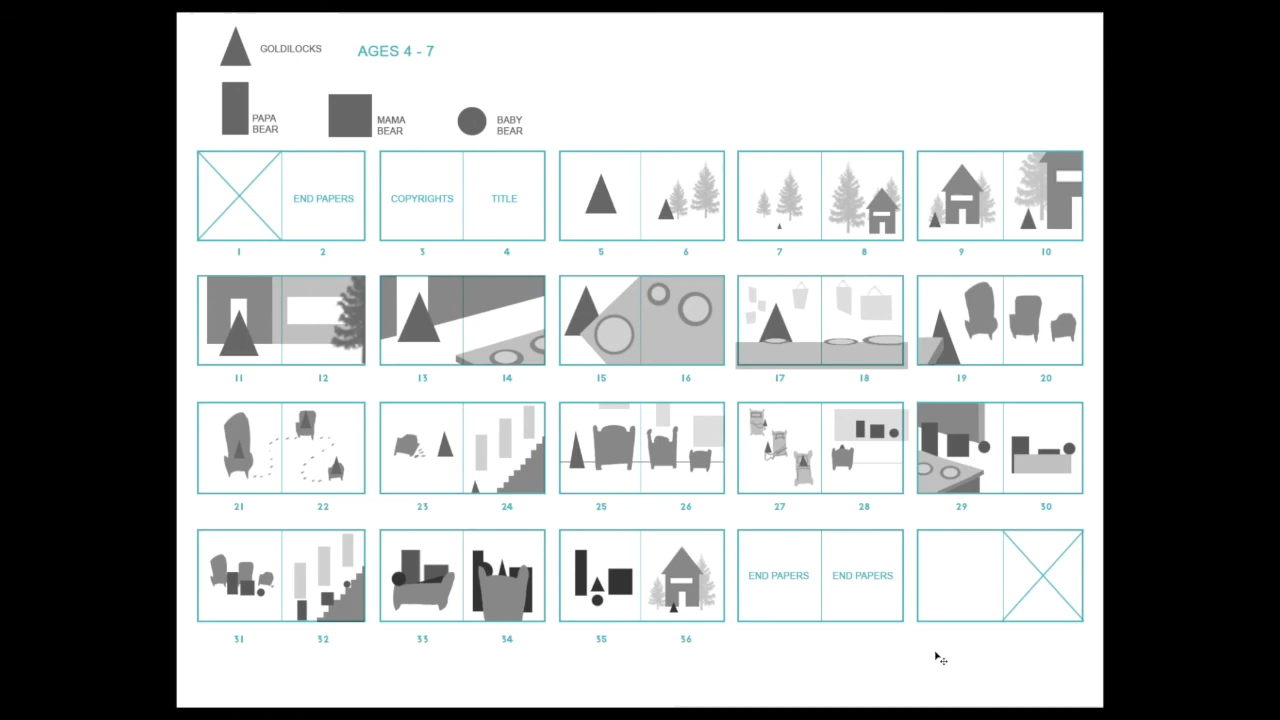 GOLDILOCKS
AGES 4 - 7
PAPA
BEAR
MAMA
BEAR
BABY
BEAR
END PAPERS
COPYRIGHTS
TITLE
1 2 3 4 5 6 7 8 9 10
11 12 13 14 15 16 17 18 19 20
21 22 23 24 25 26 27 28 29 30
END PAPERS
END PAPERS
31 32 33 34 35 36